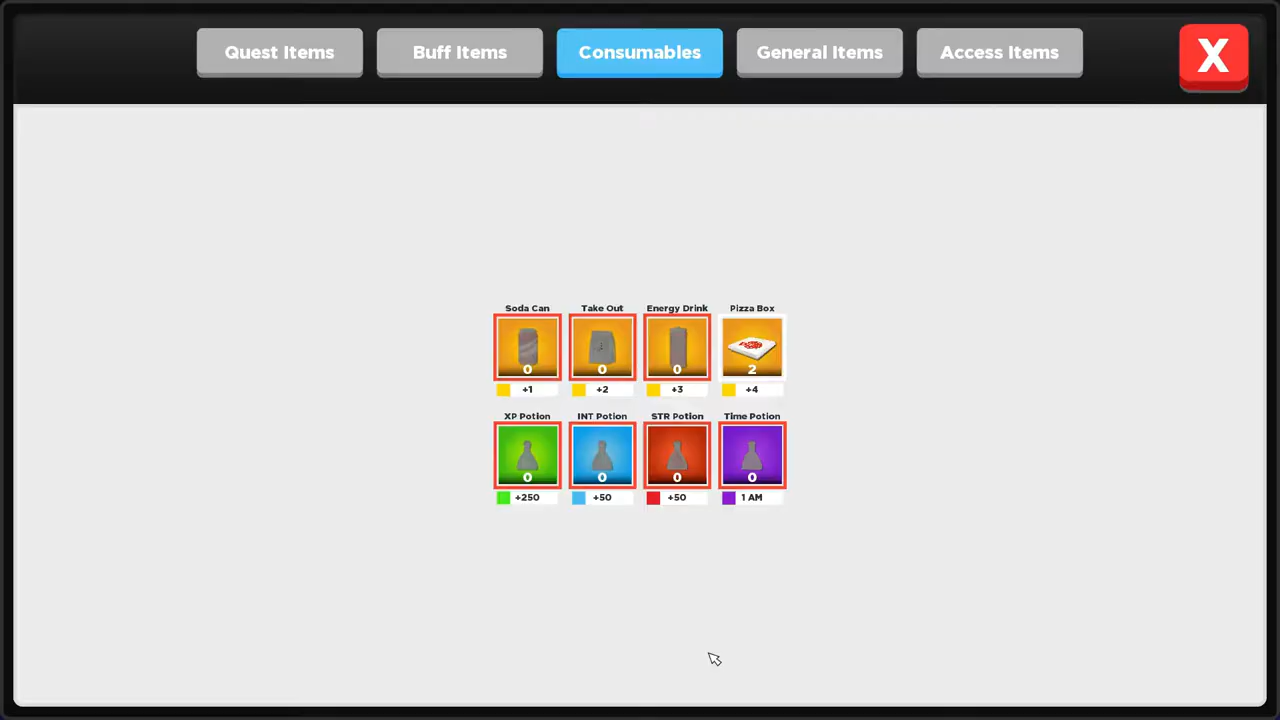 Quest Items
Buff Items
Consumables
General Items
Access Items
X
Soda Can
Take Out
Energy Drink
Pizza Box
0
0
0
2
+1
+2
+3
+4
XP Potion
INT Potion
STR Potion
Time Potion
0
0
0
0
+250
+50
+50
1 AM